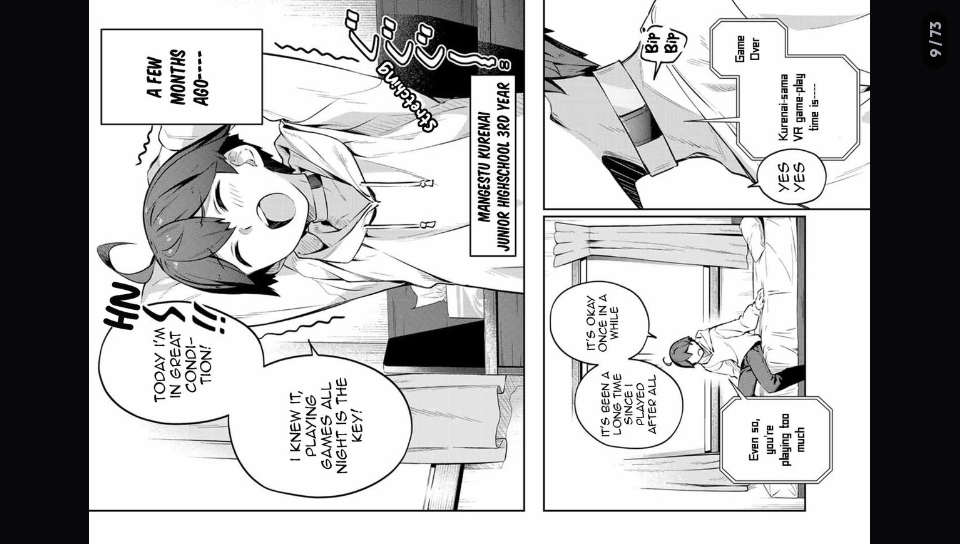 A FEW
MONTHS
AGO----
MANGESTU KURENAI
JUNIOR HIGHSCHOOL 3RD YEAR
Stretching
HN
TODAY I'M
IN GREAT
CONDI-
TION!
I KNEW IT,
PLAYING
GAMES ALL
NIGHT IS THE
KEY!
Bip
Bip
Game
Over
Kurenai-sama
VR game-play
time is----
YES
YES
IT'S OKAY
ONCE IN A
WHILE
IT'S BEEN A
LONG TIME
SINCE I
PLAYED
AFTER ALL
Even so,
you're
playing too
much
9/73